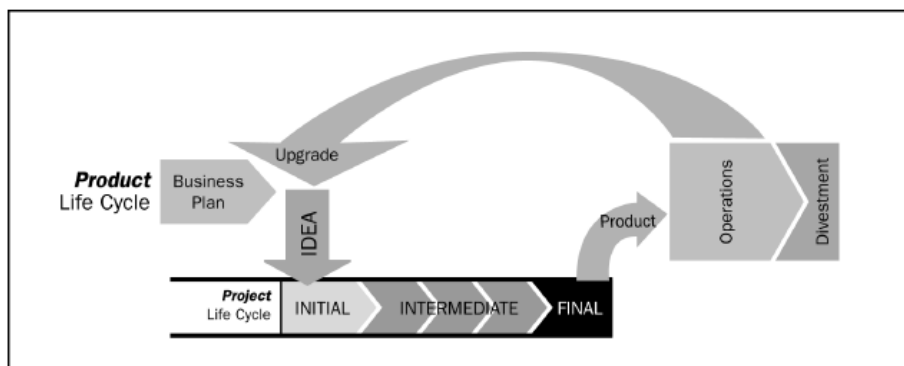 Upgrade
Product
Life Cycle
Business
Plan
IDEA
Product
Operations
Divestment
Project
Life Cycle
INITIAL
INTERMEDIATE
FINAL